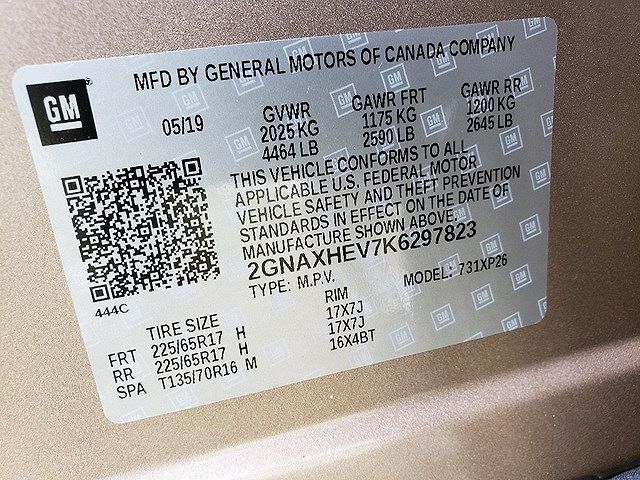 GM
MFD BY GENERAL MOTORS OF CANADA COMPANY
05/19 GVWR GAWR FRT GAWR RR
2025 KG 1175 KG 1200 KG
4464 LB 2590 LB 2645 LB
THIS VEHICLE CONFORMS TO ALL
APPLICABLE U.S. FEDERAL MOTOR
VEHICLE SAFETY AND THEFT PREVENTION
STANDARDS IN EFFECT ON THE DATE OF
MANUFACTURE SHOWN ABOVE.
2GNAXHEV7K6297823
TYPE: M.P.V. MODEL: 731XP26
444C
TIRE SIZE RIM
FRT 225/65R17 H 17X7J
RR 225/65R17 H 17X7J
SPA T135/70R16 M 16X4BT